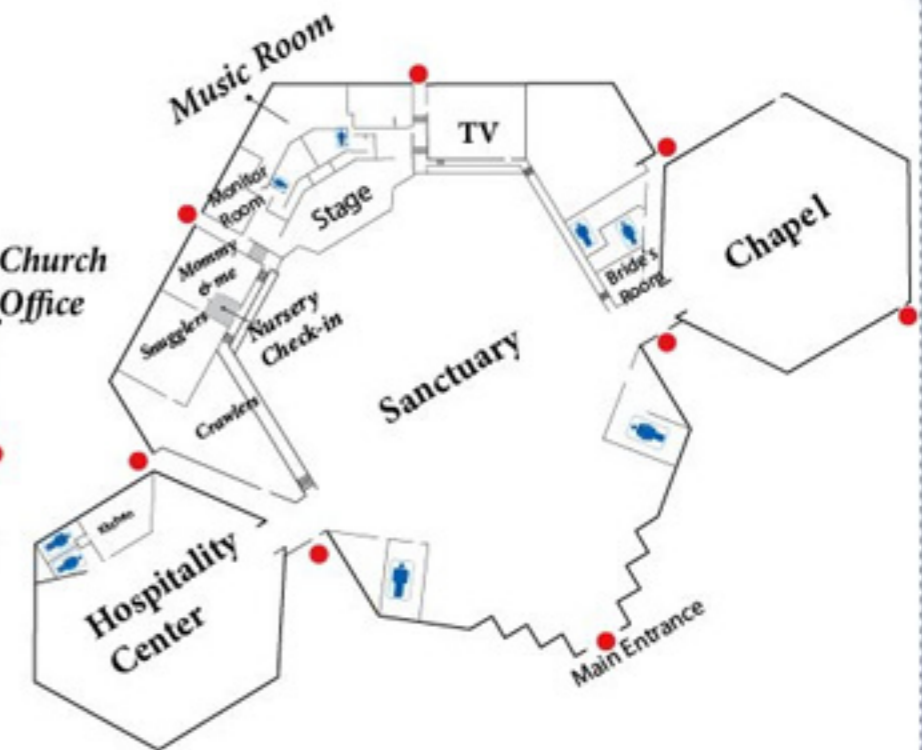 Music Room
TV
Monitor
Room
Stage
Chapel
Church
Office
Mommy
& me
Bride's
Room
Snugglers
Nursery
Check-in
Sanctuary
Crawlers
Kitchen
Hospitality
Center
Main Entrance